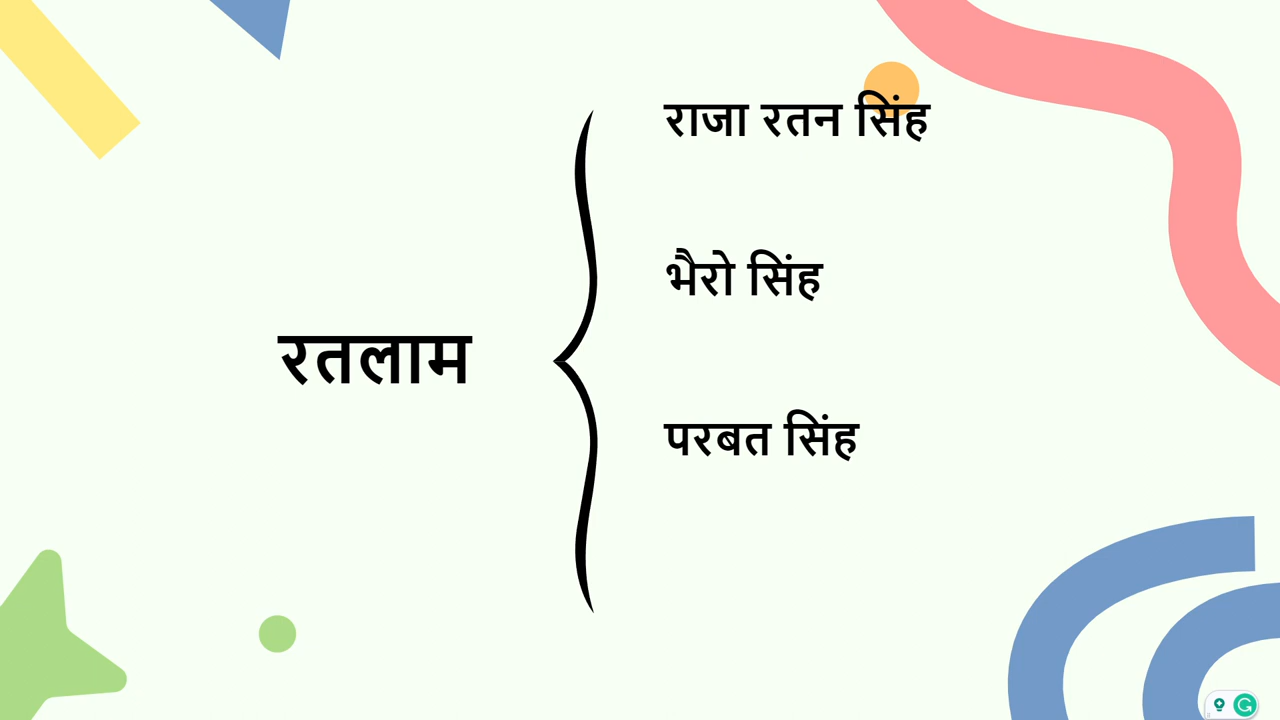 राजा रतन सिंह
भैरो सिंह
रतलाम
परबत सिंह